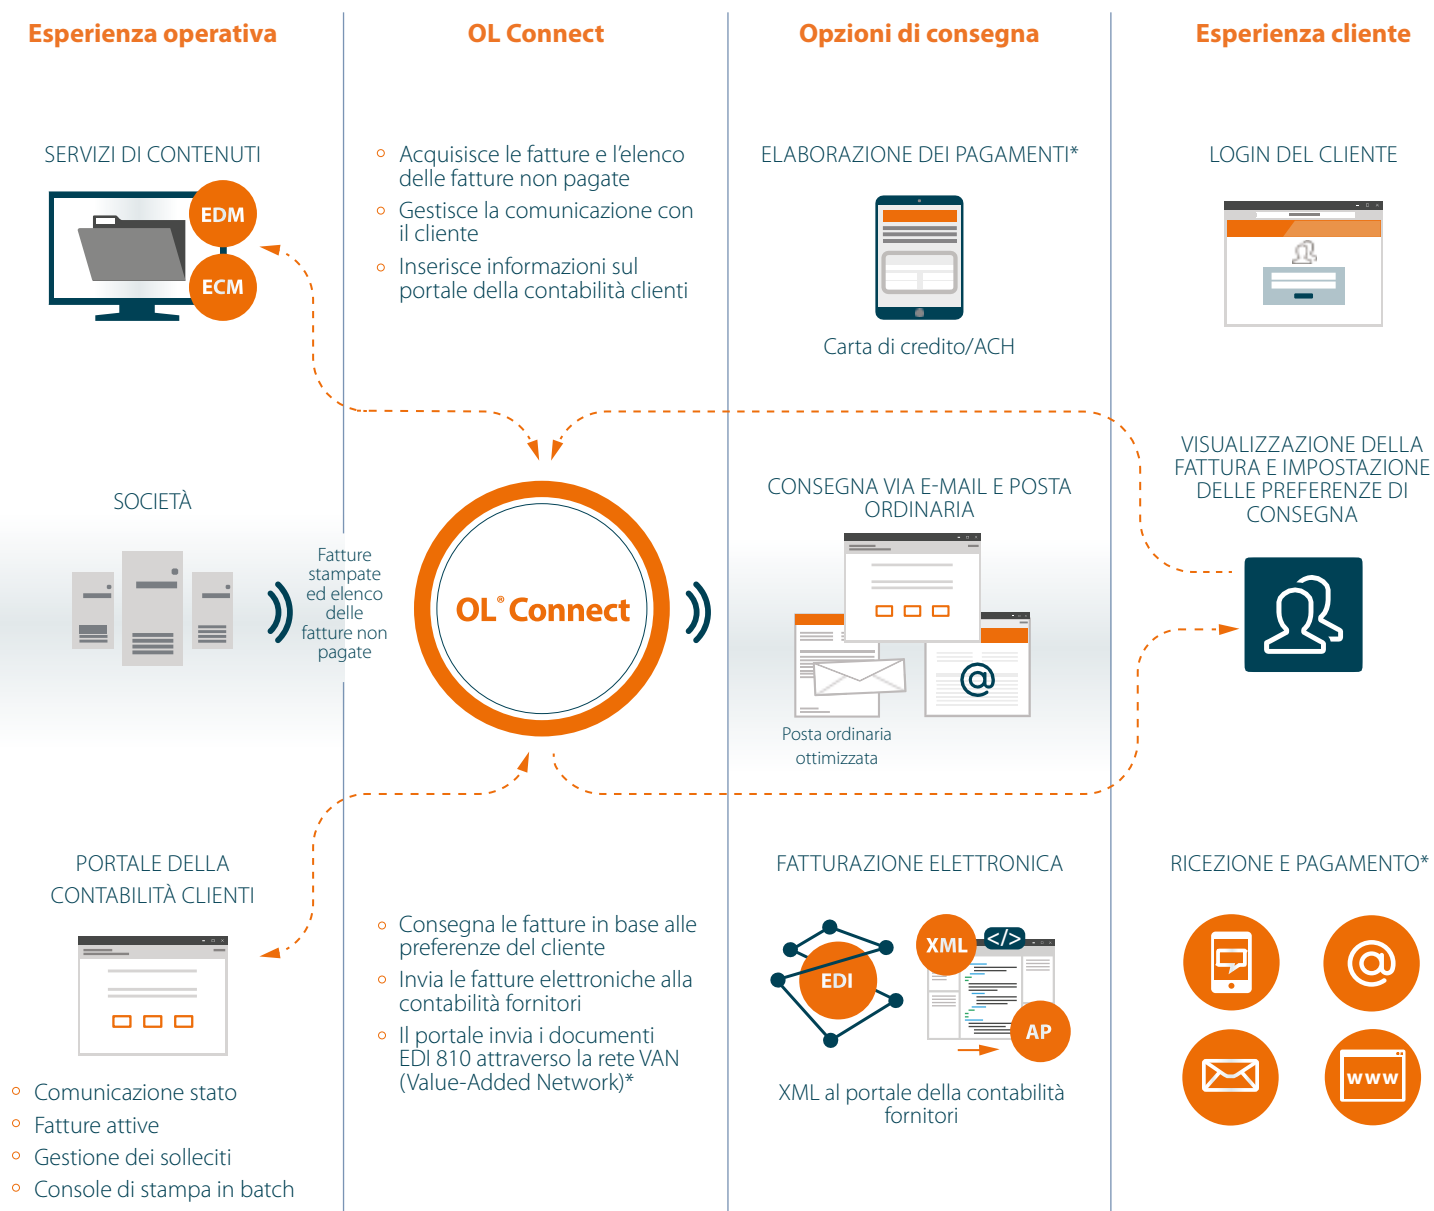 Esperienza operativa
SERVIZI DI CONTENUTI
EDM
ECM
SOCIETÀ
Fatture
stampate
ed elenco
delle
fatture non
pagate
PORTALE DELLA
CONTABILITÀ CLIENTI
Comunicazione stato
Fatture attive
Gestione dei solleciti
Console di stampa in batch
OL Connect
Acquisisce le fatture e l'elenco
delle fatture non pagate
Gestisce la comunicazione con
il cliente
Inserisce informazioni sul
portale della contabilità clienti
OL® Connect
Consegna le fatture in base alle
preferenze del cliente
Invia le fatture elettroniche alla
contabilità fornitori
Il portale invia i documenti
EDI 810 attraverso la rete VAN
(Value-Added Network)*
Opzioni di consegna
ELABORAZIONE DEI PAGAMENTI*
Carta di credito/ACH
CONSEGNA VIA E-MAIL E POSTA
ORDINARIA
@
Posta ordinaria
ottimizzata
FATTURAZIONE ELETTRONICA
EDI
XML
</>
AP
XML al portale della contabilità
fornitori
Esperienza cliente
LOGIN DEL CLIENTE
VISUALIZZAZIONE DELLA
FATTURA E IMPOSTAZIONE
DELLE PREFERENZE DI
CONSEGNA
RICEZIONE E PAGAMENTO*
@
www